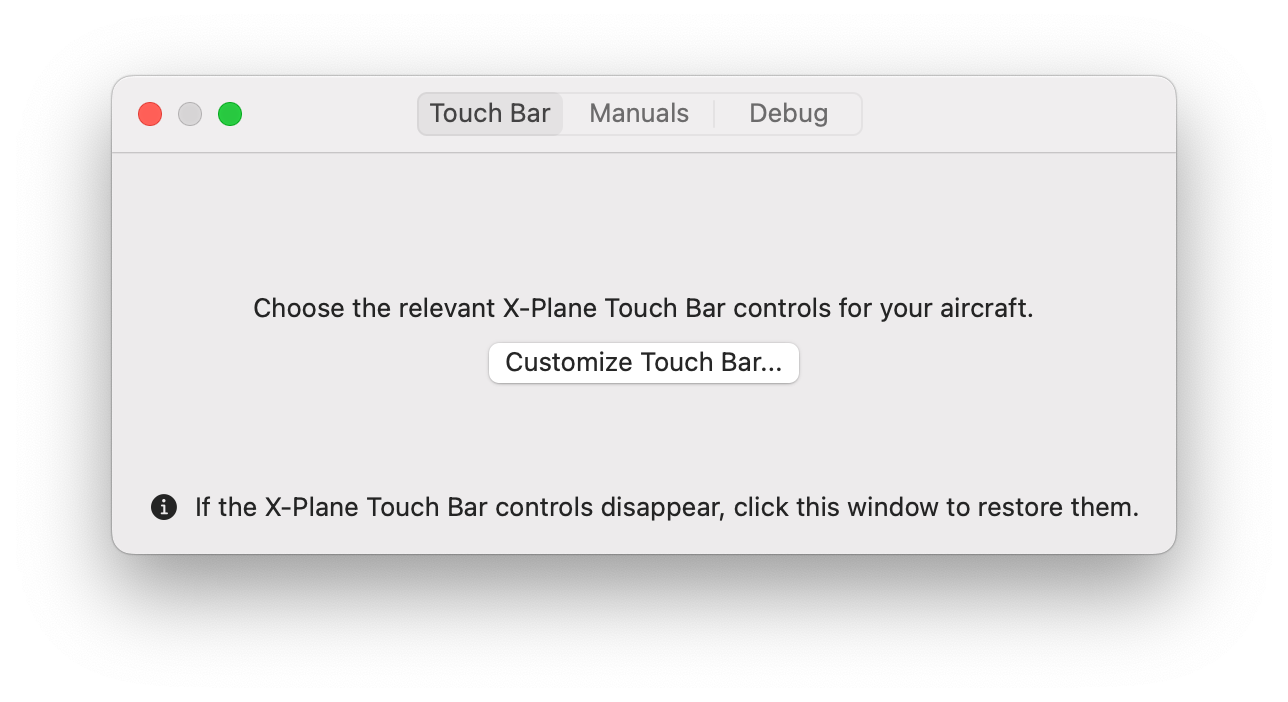 Touch Bar Manuals Debug
Choose the relevant X-Plane Touch Bar controls for your aircraft.
Customize Touch Bar...
If the X-Plane Touch Bar controls disappear, click this window to restore them.